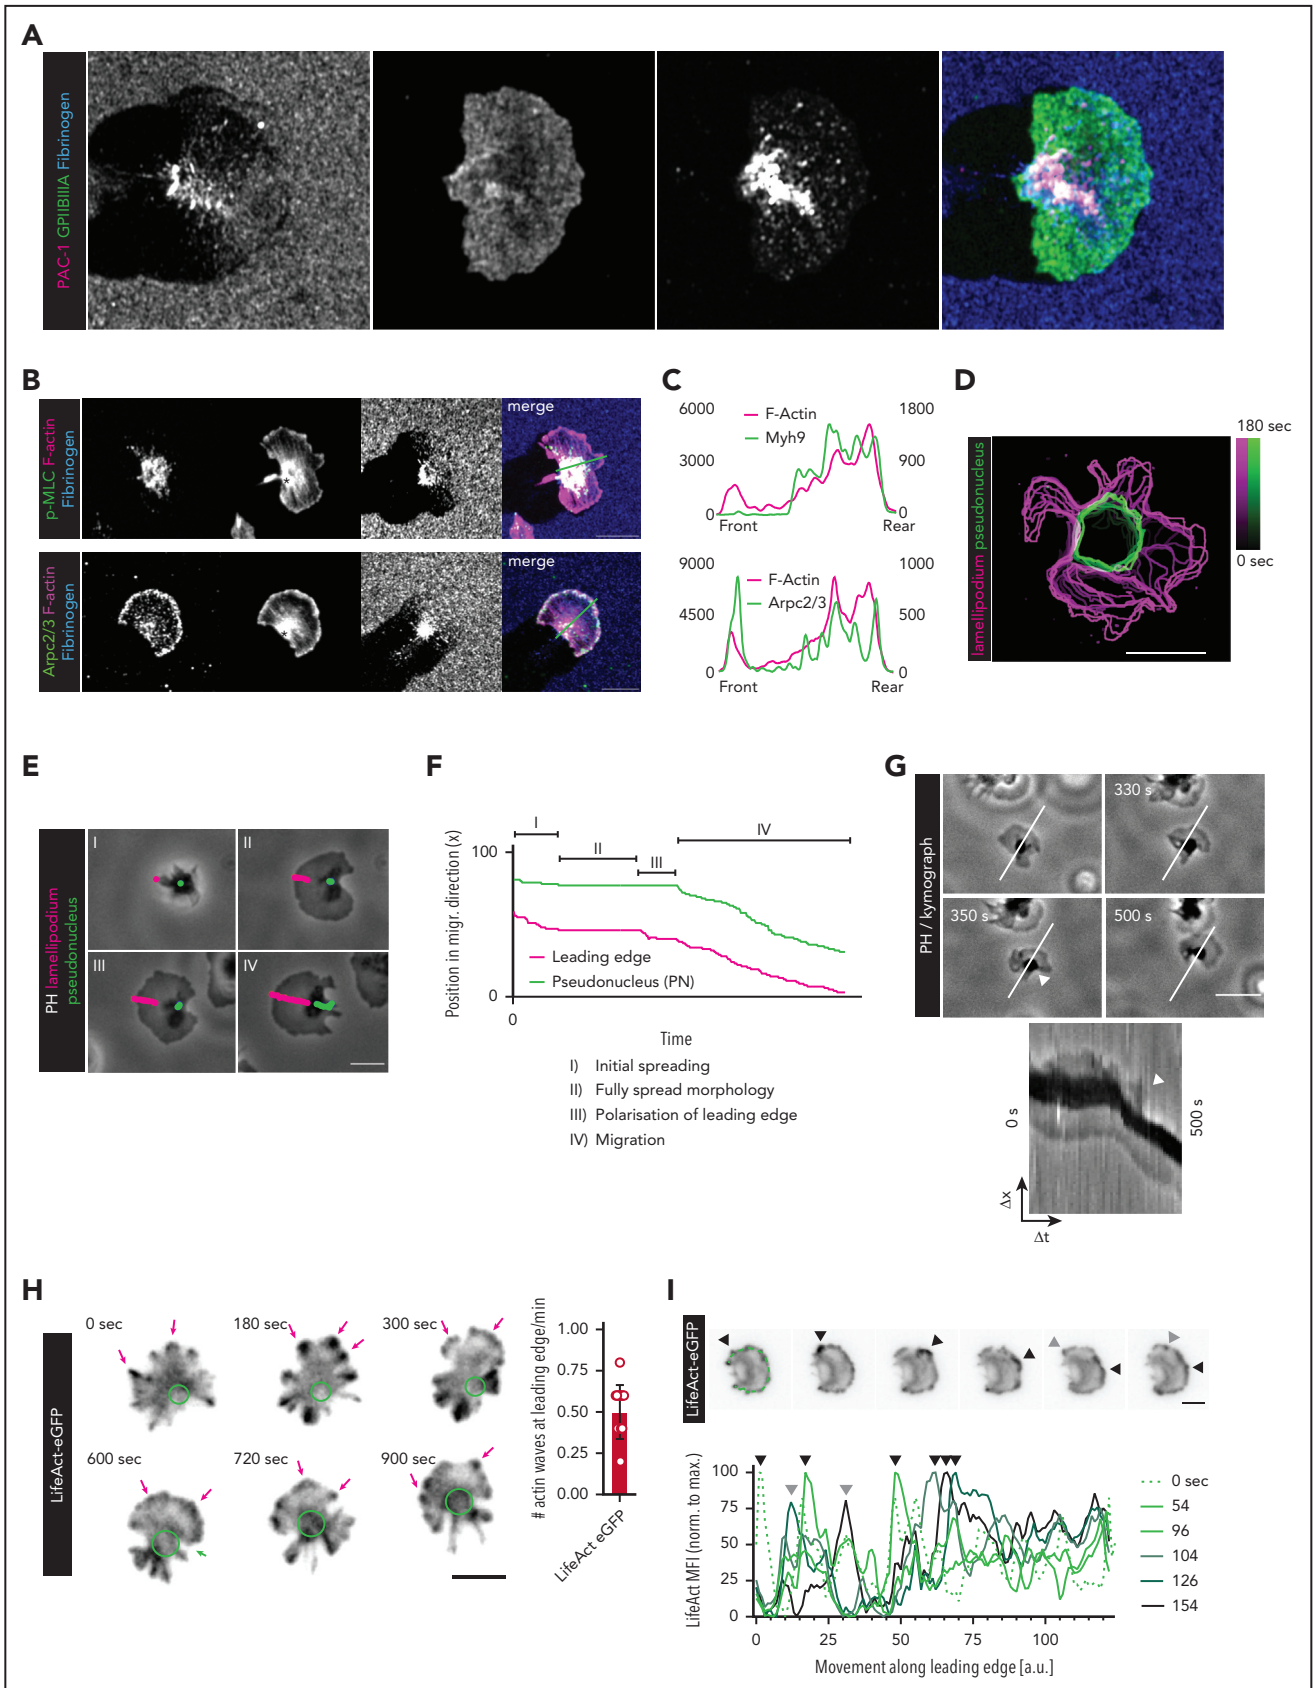 A
PAC-1 GPIIBIIIA Fibrinogen
B
p-MLC F-actin
Fibrinogen
merge
*
Arpc2/3 F-actin
Fibrinogen
merge
*
C
6000
3000
0
F-Actin
Myh9
1800
900
0
Front
Rear
9000
4500
0
F-Actin
Arpc2/3
1000
500
0
Front
Rear
D
lamellipodium pseudonucleus
180 sec
0 sec
E
PH lamellipodium
pseudonucleus
I
II
III
IV
F
Position in migr. direction (x)
100
0
0
I
II
III
IV
Leading edge
Pseudonucleus (PN)
Time
I) Initial spreading
II) Fully spread morphology
III) Polarisation of leading edge
IV) Migration
G
PH / kymograph
330 s
350 s
500 s
0 s
500 s
Δx
Δt
H
LifeAct-eGFP
0 sec
180 sec
300 sec
600 sec
720 sec
900 sec
# actin waves at leading edge/min
1.00
0.75
0.50
0.25
0.00
LifeAct eGFP
I
LifeAct-eGFP
LifeAct MFI (norm. to max.)
100
75
50
25
0
0
25
50
75
100
Movement along leading edge [a.u.]
0 sec
54
96
104
126
154